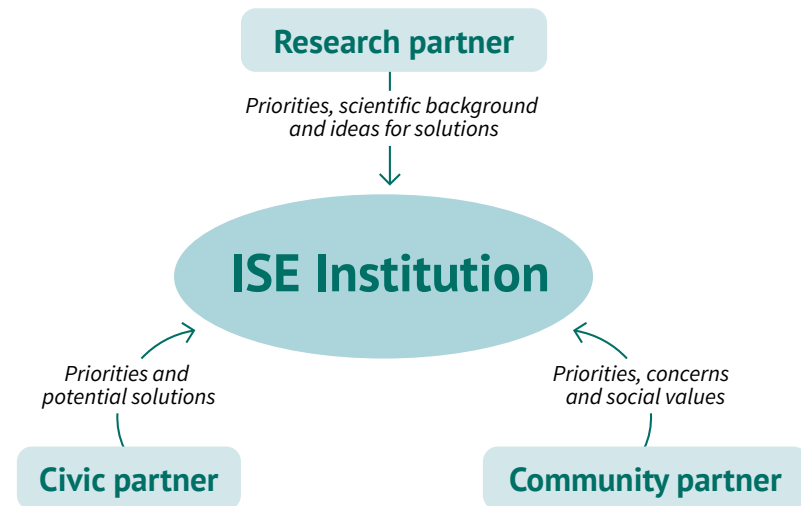 Research partner
Priorities, scientific background
and ideas for solutions
ISE Institution
Priorities and
potential solutions
Priorities, concerns
and social values
Civic partner
Community partner